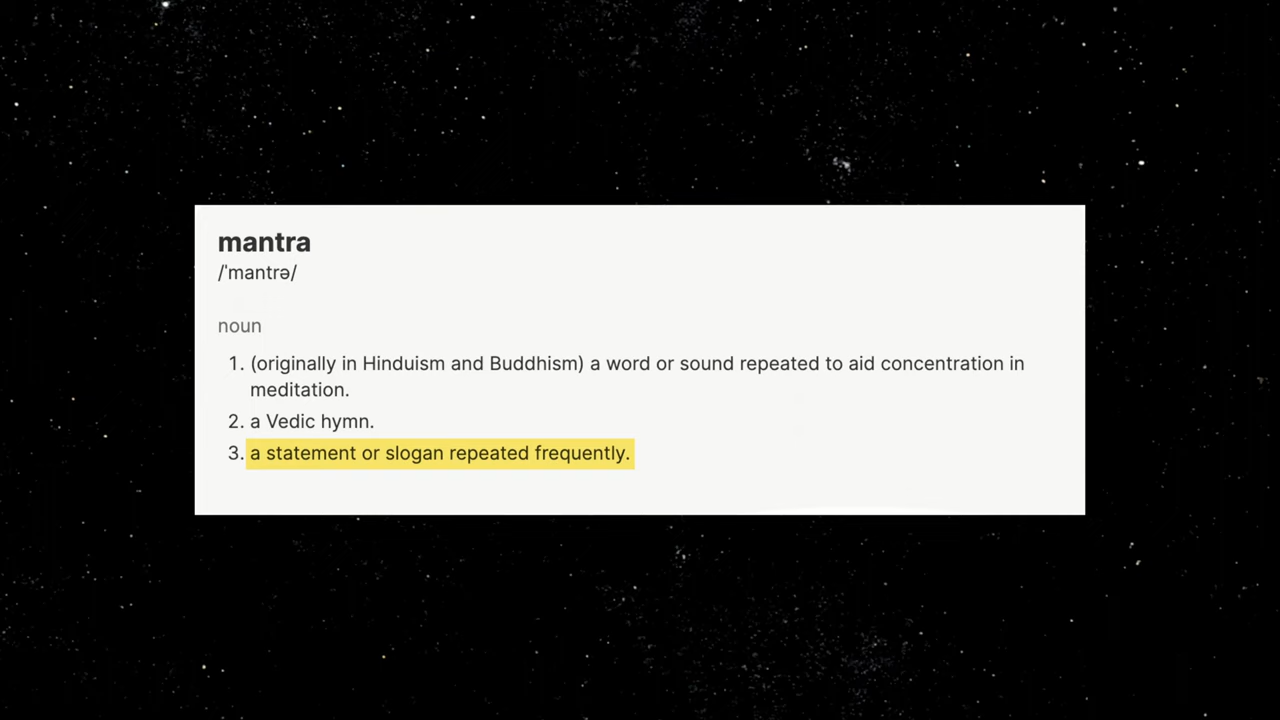 mantra
/ˈmantrə/
noun
1. (originally in Hinduism and Buddhism) a word or sound repeated to aid concentration in
meditation.
2. a Vedic hymn.
3. a statement or slogan repeated frequently.